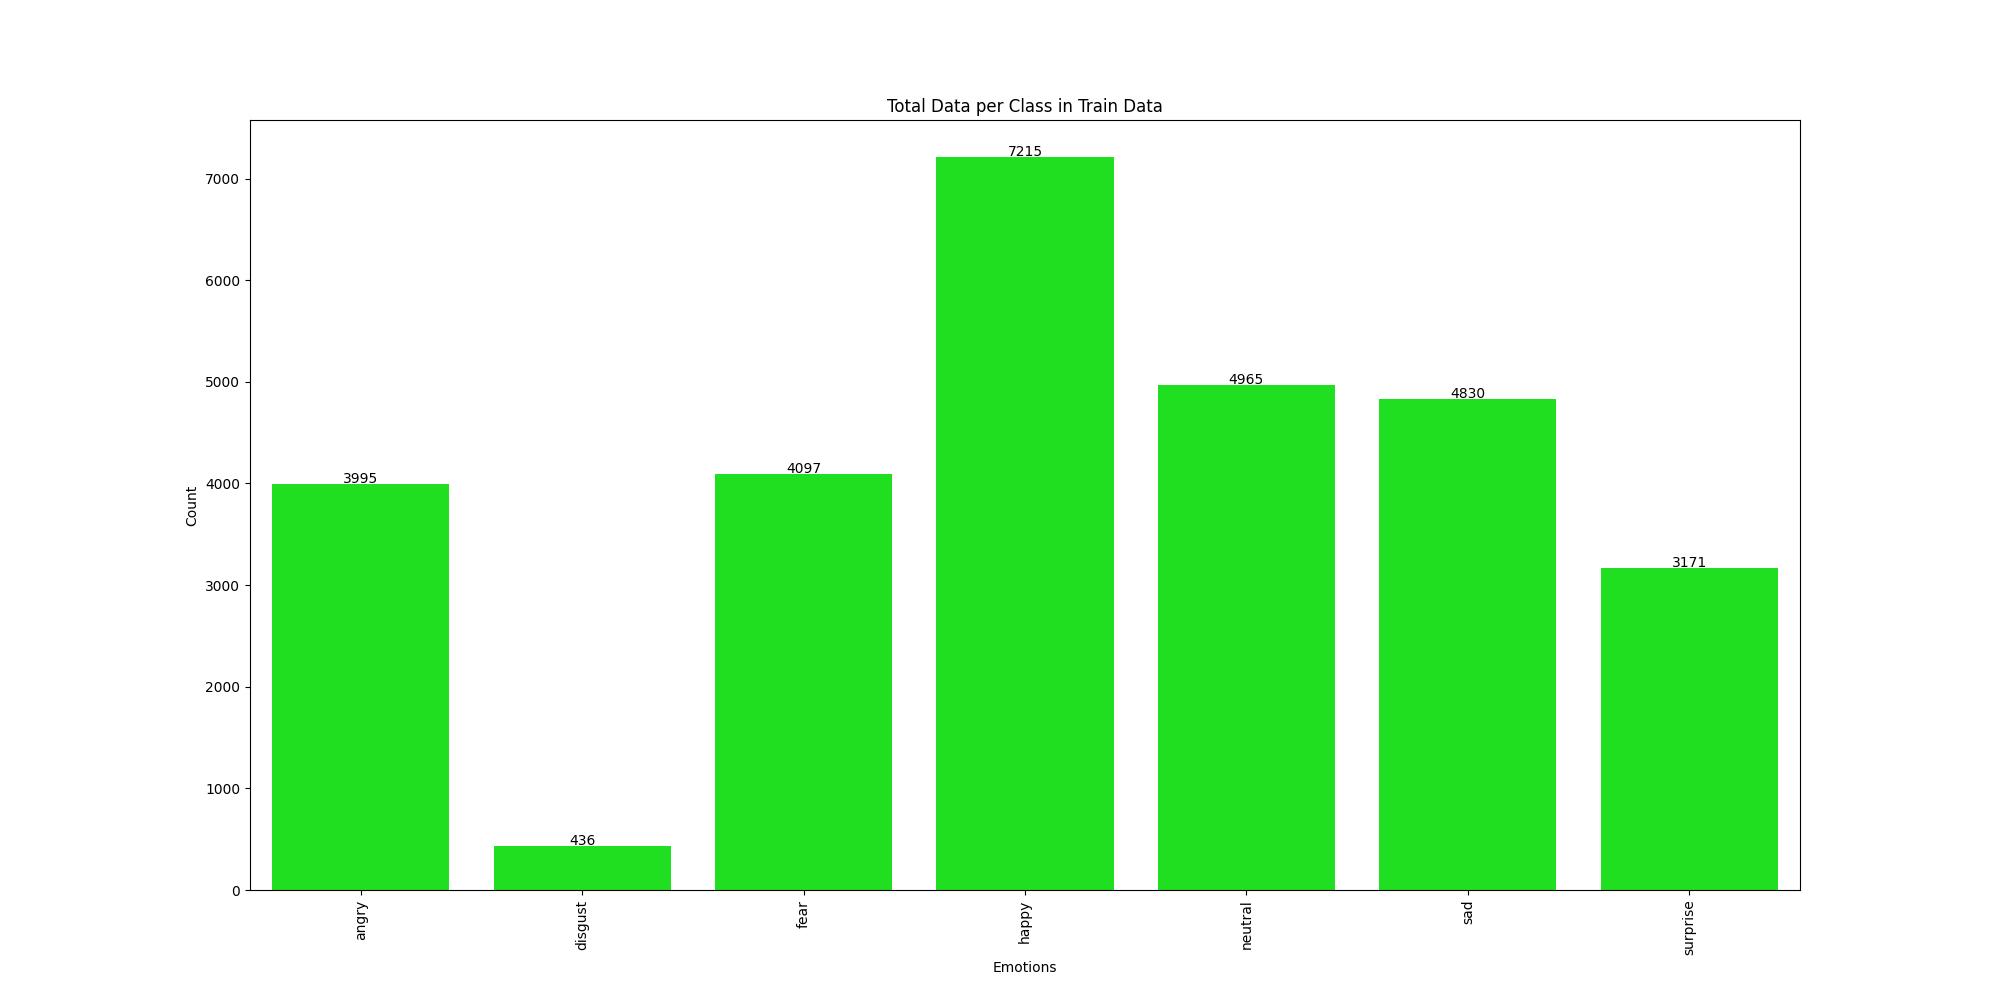 Total Data per Class in Train Data
7215
7000
6000
5000
4965
4830
4097
4000
3995
Count
3171
3000
2000
1000
436
0
angry
disgust
fear
happy
neutral
sad
surprise
Emotions